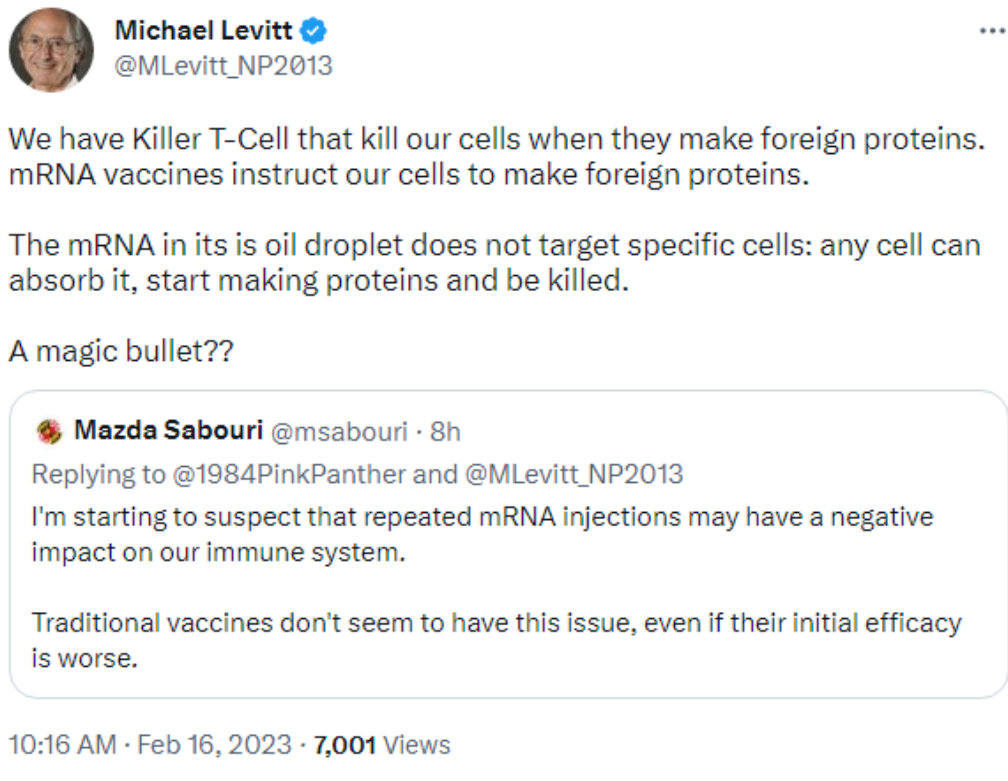 Michael Levitt
@MLevitt_NP2013
We have Killer T-Cell that kill our cells when they make foreign proteins.
mRNA vaccines instruct our cells to make foreign proteins.
The mRNA in its is oil droplet does not target specific cells: any cell can
absorb it, start making proteins and be killed.
A magic bullet??
Mazda Sabouri @msabouri · 8h
Replying to @1984PinkPanther and @MLevitt_NP2013
I'm starting to suspect that repeated mRNA injections may have a negative
impact on our immune system.
Traditional vaccines don't seem to have this issue, even if their initial efficacy
is worse.
10:16 AM · Feb 16, 2023 · 7,001 Views